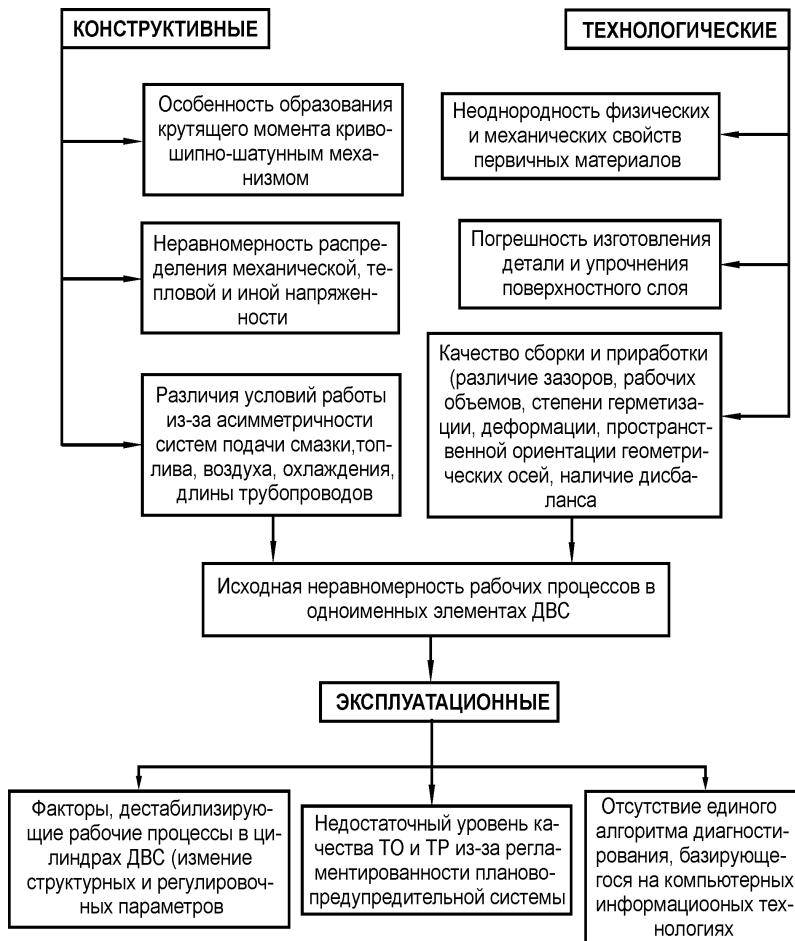 КОНСТРУКТИВНЫЕ
Особенность образования
крутящего момента криво-
шипно-шатунным меха-
низмом
Неравномерность распре-
деления механической, те-
пловой и иной напряжен-
ности
Различия условий работы
из-за асимметричности
систем подачи смазки,топ-
лива, воздуха, охлаждения,
длины трубопроводов
ТЕХНОЛОГИЧЕСКИЕ
Неоднородность физических
и механических свойств
первичных материалов
Погрешность изготовления
детали и упрочнения
поверхностного слоя
Качество сборки и приработки
(различие зазоров, рабочих
объемов, степени герметиза-
ции, деформации, пространст-
венной ориентации геометри-
ческих осей, наличие дисба-
ланса
Исходная неравномерность рабочих процессов в
одноименных элементах ДВС
ЭКСПЛУАТАЦИОННЫЕ
Факторы, дестабилизирую-
щие рабочие процессы в ци-
линдрах ДВС (измение
структурных и регулировоч-
ных параметров
Недостаточный уровень ка-
чества ТО и ТР из-за регла-
ментированности планово-
предупредительной системы
Отсутствие единого
алгоритма диагности-
рования, базирующе-
гося на компьютерных
информациооных тех-
нологиях